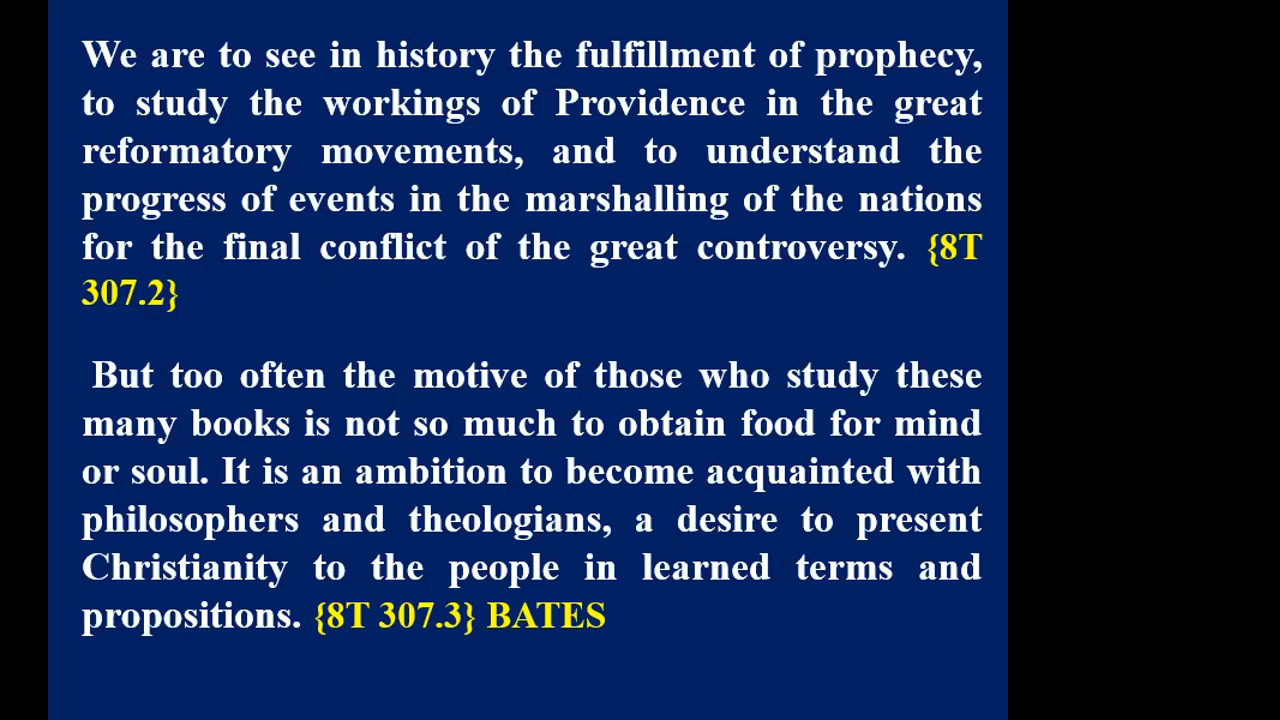 We are to see in history the fulfillment of prophecy,
to study the workings of Providence in the great
reformatory movements, and to understand the
progress of events in the marshalling of the nations
for the final conflict of the great controversy. {8T
307.2}
But too often the motive of those who study these
many books is not so much to obtain food for mind
or soul. It is an ambition to become acquainted with
philosophers and theologians, a desire to present
Christianity to the people in learned terms and
propositions. {8T 307.3} BATES